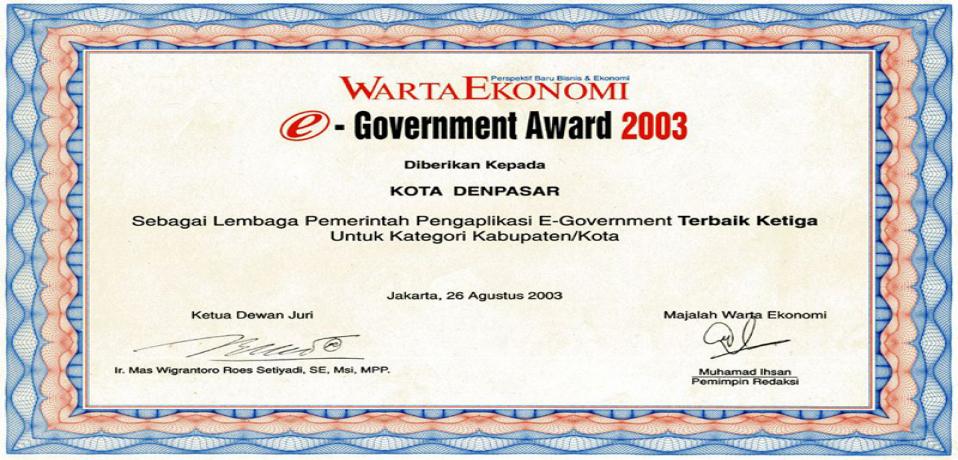 Perspektif Baru Bisnis & Ekonomi
WARTAEKONOMI
e - Government Award 2003
Diberikan Kepada
KOTA DENPASAR
Sebagai Lembaga Pemerintah Pengaplikasi E-Government Terbaik Ketiga
Untuk Kategori Kabupaten/Kota
Jakarta, 26 Agustus 2003
Ketua Dewan Juri
Ir. Mas Wigrantoro Roes Setiyadi, SE, Msi, MPP.
Majalah Warta Ekonomi
Muhamad Ihsan
Pemimpin Redaksi